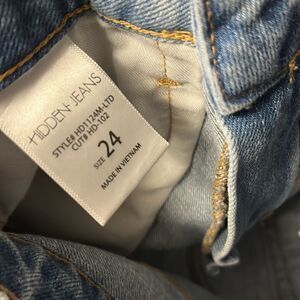 HIDDEN JEANS
STYLE# HD1124M-LTD
CUT# HD-102
SIZE 24
MADE IN VIETNAM